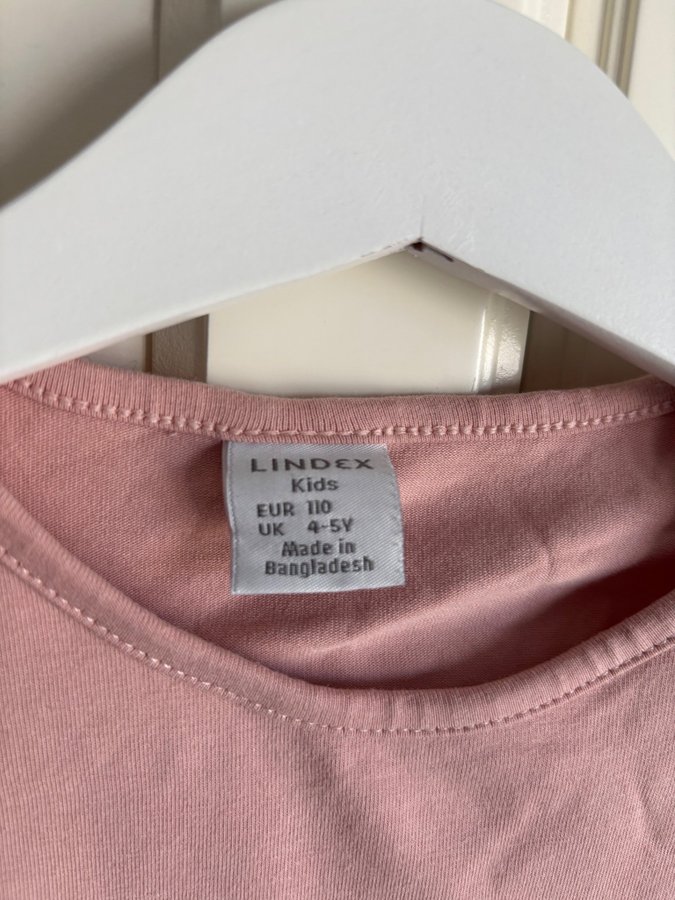 LINDEX
Kids
EUR 110
UK 4-5Y
Made in
Bangladesh